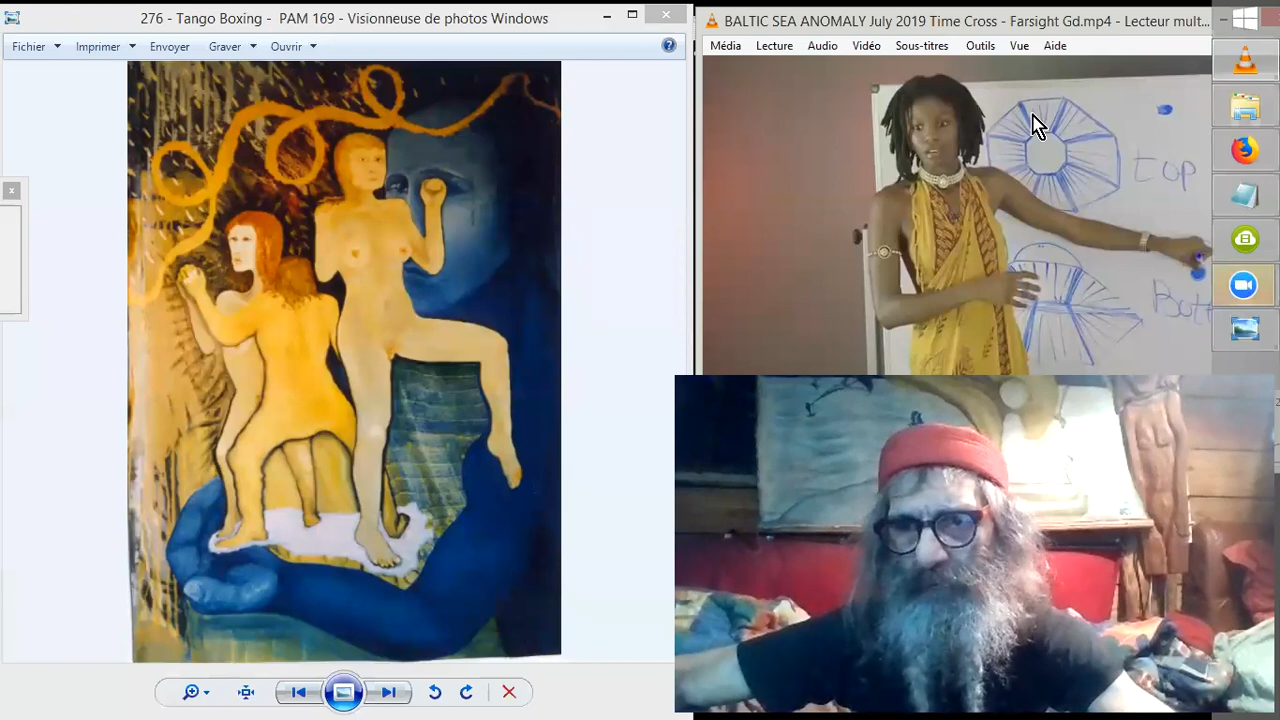 276 - Tango Boxing - PAM 169 - Visionneuse de photos Windows
Fichier Imprimer Envoyer Graver Ouvrir
BALTIC SEA ANOMALY July 2019 Time Cross - Farsight Gd.mp4 - Lecteur mult...
Média Lecture Audio Vidéo Sous-titres Outils Vue Aide
top
Bott